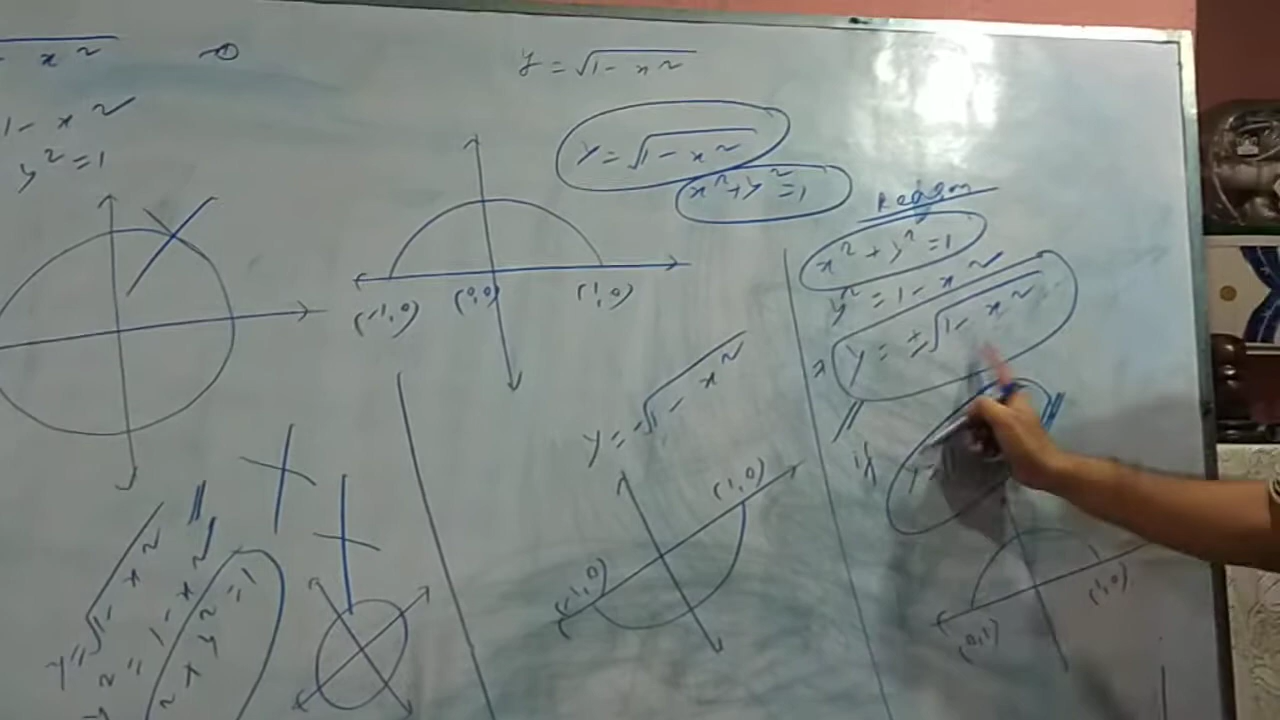 x²
y = √1 - x²
1 - x²
y² = 1
y = √1 - x²
x² + y² = 1
(-1,0)
(0,0)
(1,0)
Reason
x² + y² = 1
y² = 1 - x²
y = ±√1 - x²
if
y =
(0,1)
(1,0)
y = -√1 - x²
(1,0)
(-1,0)
y = √1 - x²
1 - x²